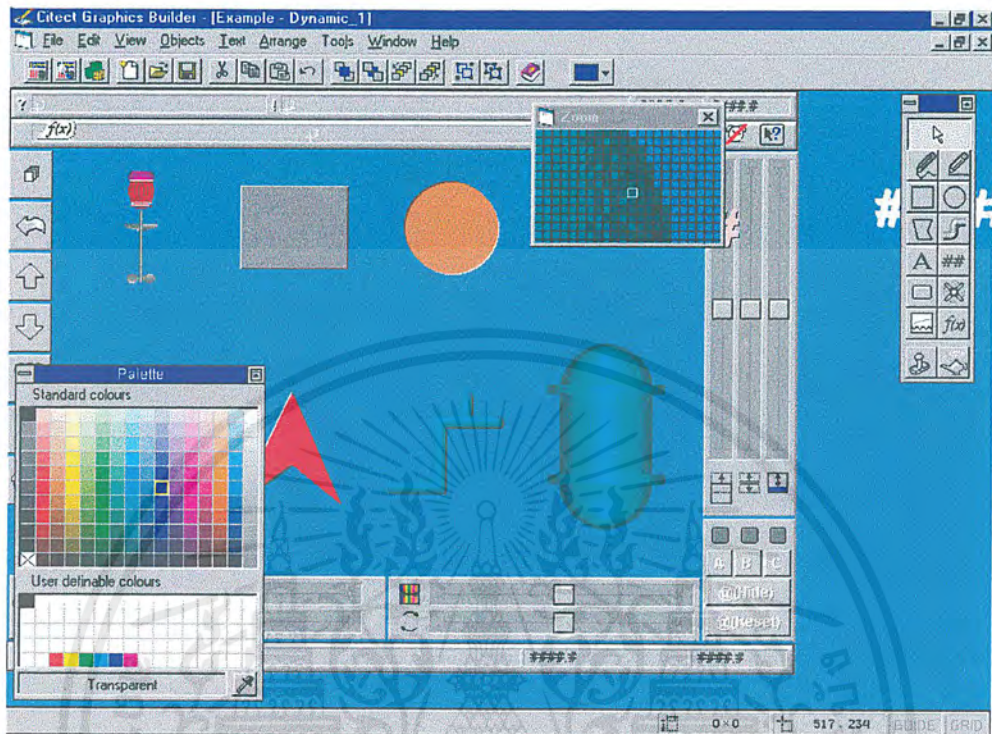 Citect Graphics Builder - [Example - Dynamic_1]
File Edit View Objects Text Arrange Tools Window Help
?
f(x)
Zoom
####.#
# #
A ##
f(x)
Palette
Standard colours
User definable colours
Transparent
A B C
@(Hide)
@(Reset)
####.# ####.#
0×0 517, 234 GUIDE GRID